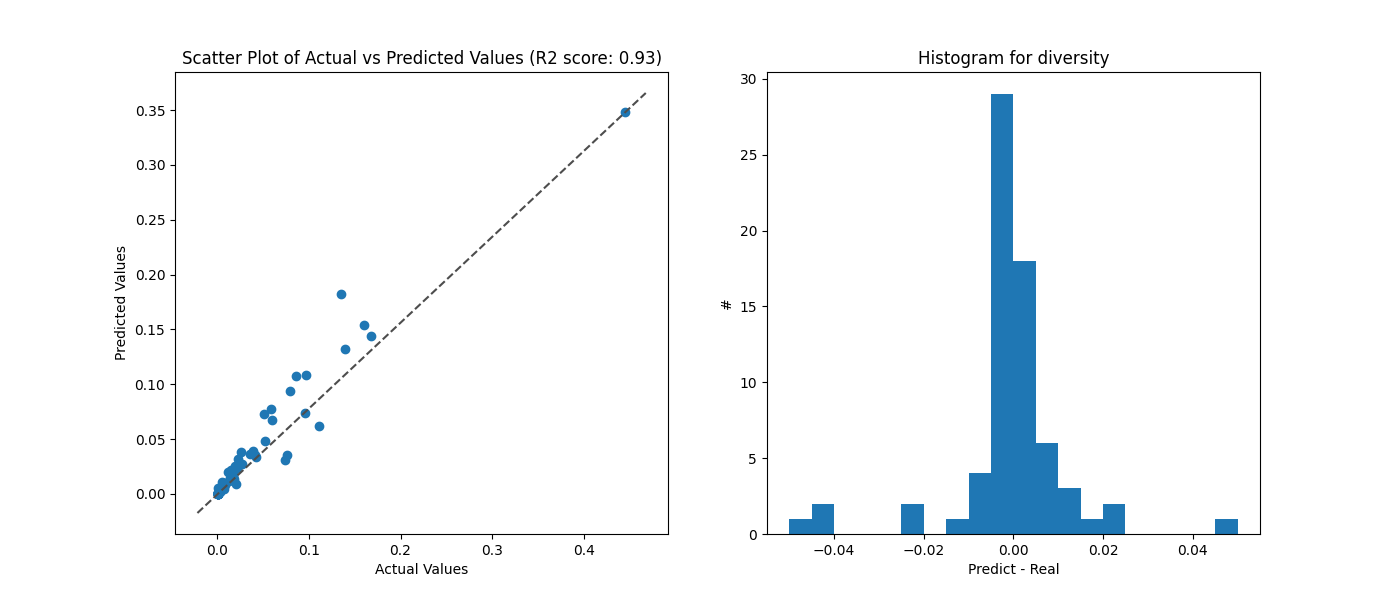 Scatter Plot of Actual vs Predicted Values (R2 score: 0.93)
Predicted Values
0.35
0.30
0.25
0.20
0.15
0.10
0.05
0.00
0.0 0.1 0.2 0.3 0.4
Actual Values
Histogram for diversity
#
30
25
20
15
10
5
0
−0.04 −0.02 0.00 0.02 0.04
Predict - Real